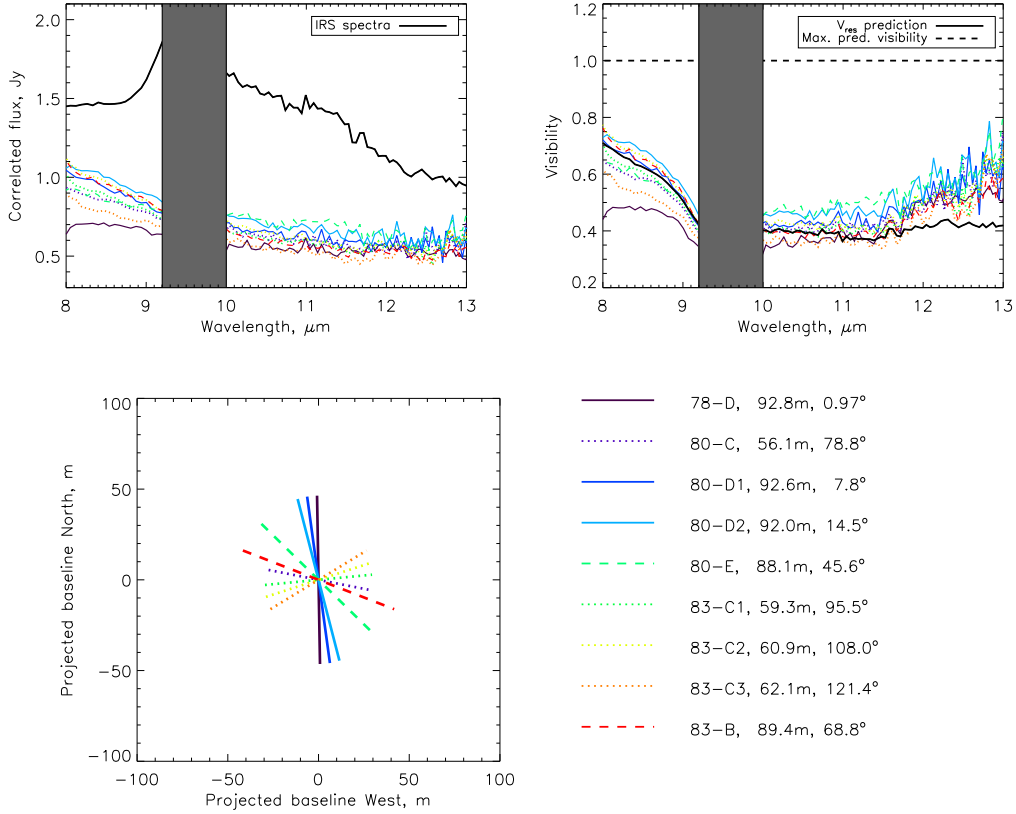 IRS spectra
2.0
1.5
1.0
0.5
Correlated flux, Jy
8 9 10 11 12 13
Wavelength, μm
V_res prediction
Max. pred. visibility
1.2
1.0
0.8
0.6
0.4
0.2
Visibility
8 9 10 11 12 13
Wavelength, μm
100
50
0
−50
−100
Projected baseline North, m
−100 −50 0 50 100
Projected baseline West, m
78−D, 92.8m, 0.97°
80−C, 56.1m, 78.8°
80−D1, 92.6m, 7.8°
80−D2, 92.0m, 14.5°
80−E, 88.1m, 45.6°
83−C1, 59.3m, 95.5°
83−C2, 60.9m, 108.0°
83−C3, 62.1m, 121.4°
83−B, 89.4m, 68.8°